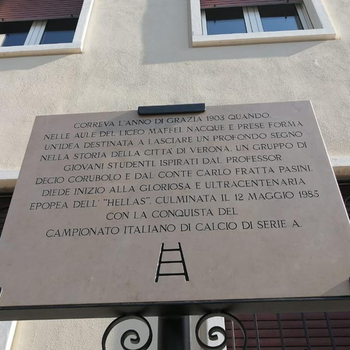 CORREVA L'ANNO DI GRAZIA 1903 QUANDO,
NELLE AULE DEL LICEO MAFFEI, NACQUE E PRESE FORMA
UN'IDEA DESTINATA A LASCIARE UN PROFONDO SEGNO
NELLA STORIA DELLA CITTÀ DI VERONA. UN GRUPPO DI
GIOVANI STUDENTI ISPIRATI DAL PROFESSOR
DECIO CORUBOLO E DAL CONTE CARLO FRATTA PASINI,
DIEDE INIZIO ALLA GLORIOSA E ULTRACENTENARIA
EPOPEA DELL' "HELLAS", CULMINATA IL 12 MAGGIO 1985
CON LA CONQUISTA DEL
CAMPIONATO ITALIANO DI CALCIO DI SERIE A.